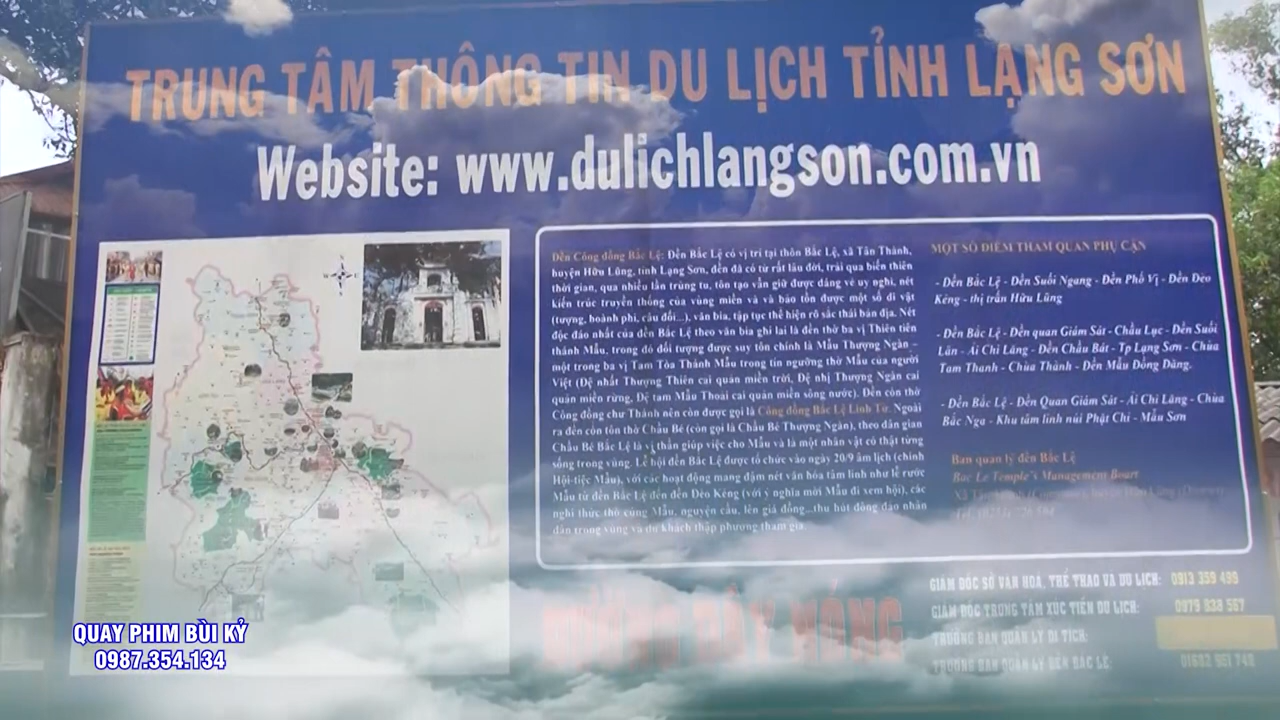 TRUNG TÂM THÔNG TIN DU LỊCH TỈNH LẠNG SƠN
Website: www.dulichlangson.com.vn
Đền Công đồng Bắc Lệ: Đền Bắc Lệ có vị trí tại thôn Bắc Lệ, xã Tân Thành,
huyện Hữu Lũng, tỉnh Lạng Sơn, đền đã có từ rất lâu đời, trải qua biến thiên
thời gian, qua nhiều lần trùng tu, tôn tạo vẫn giữ được dáng vẻ uy nghi, nét
kiến trúc truyền thống của vùng miền và và bảo tồn được một số di vật
(tượng, hoành phi, câu đối...), văn bia, tập tục thể hiện rõ sắc thái bản địa. Nét
độc đáo nhất của đền Bắc Lệ theo văn bia ghi lại là đền thờ ba vị Thiên tiên
thánh Mẫu, trong đó đối tượng được suy tôn chính là Mẫu Thượng Ngàn –
một trong ba vị Tam Tòa Thánh Mẫu trong tín ngưỡng thờ Mẫu của người
Việt (Đệ nhất Thượng Thiên cai quản miền trời, Đệ nhị Thượng Ngàn cai
quản miền rừng, Đệ tam Mẫu Thoải cai quản miền sông nước). Đền còn thờ
Công đồng chư Thánh nên còn được gọi là Công đồng Bắc Lệ Linh Từ. Ngoài
ra đền còn tôn thờ Chầu Bé (còn gọi là Chầu Bé Thượng Ngàn), theo dân gian
Chầu Bé Bắc Lệ là vị thần giúp việc cho Mẫu và là một nhân vật có thật từng
sống trong vùng. Lễ hội đền Bắc Lệ được tổ chức vào ngày 20/9 âm lịch (chính
Hội-tiệc Mẫu), với các hoạt động mang đậm nét văn hóa tâm linh như lễ rước
Mẫu từ đền Bắc Lệ đến đền Đèo Kẻng (với ý nghĩa mời Mẫu đi xem hội), các
nghi thức thờ cúng Mẫu, nguyện cầu, lên giá đồng...thu hút đông đảo nhân
dân trong vùng và du khách thập phương tham gia.
MỘT SỐ ĐIỂM THAM QUAN PHỤ CẬN
- Đền Bắc Lệ - Đền Suối Ngang - Đền Phố Vị - Đền Đèo
Kẻng - thị trấn Hữu Lũng
- Đền Bắc Lệ - Đền quan Giám Sát - Chầu Lục - Đền Suối
Lân - Ải Chi Lăng - Đền Chầu Bát - Tp Lạng Sơn - Chùa
Tam Thanh - Chùa Thành - Đền Mẫu Đồng Đăng.
- Đền Bắc Lệ - Đền Quan Giám Sát - Ải Chi Lăng - Chùa
Bắc Nga - Khu tâm linh núi Phật Chỉ - Mẫu Sơn
Ban quản lý đền Bắc Lệ
Bac Le Temple's Management Boart
ĐƯỜNG DÂY NÓNG
GIÁM ĐỐC SỞ VĂN HOÁ, THỂ THAO VÀ DU LỊCH: 0913 359 495
GIÁM ĐỐC TRUNG TÂM XÚC TIẾN DU LỊCH: 0979 338 567
TRƯỞNG BAN QUẢN LÝ DI TÍCH:
TRƯỞNG BAN QUẢN LÝ ĐỀN BẮC LỆ:
QUAY PHIM BÙI KỶ
0987.354.134